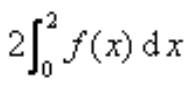 2∫₀² f(x) dx